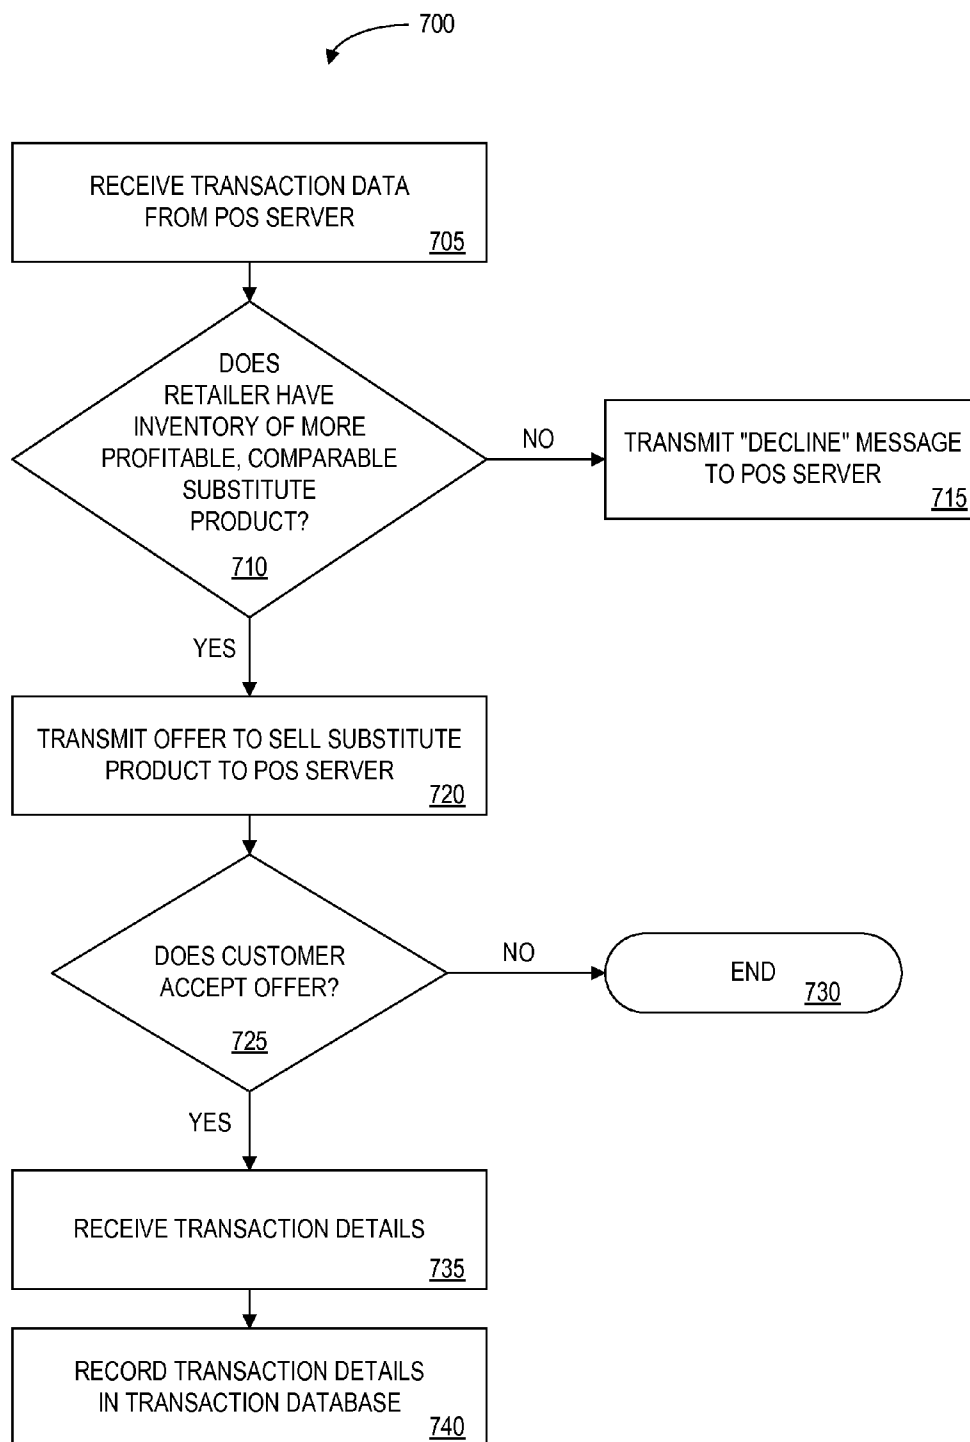 700
RECEIVE TRANSACTION DATA
FROM POS SERVER
705
DOES
RETAILER HAVE
INVENTORY OF MORE
PROFITABLE, COMPARABLE
SUBSTITUTE
PRODUCT?
710
NO
TRANSMIT "DECLINE" MESSAGE
TO POS SERVER
715
YES
TRANSMIT OFFER TO SELL SUBSTITUTE
PRODUCT TO POS SERVER
720
DOES CUSTOMER
ACCEPT OFFER?
725
NO
END
730
YES
RECEIVE TRANSACTION DETAILS
735
RECORD TRANSACTION DETAILS
IN TRANSACTION DATABASE
740